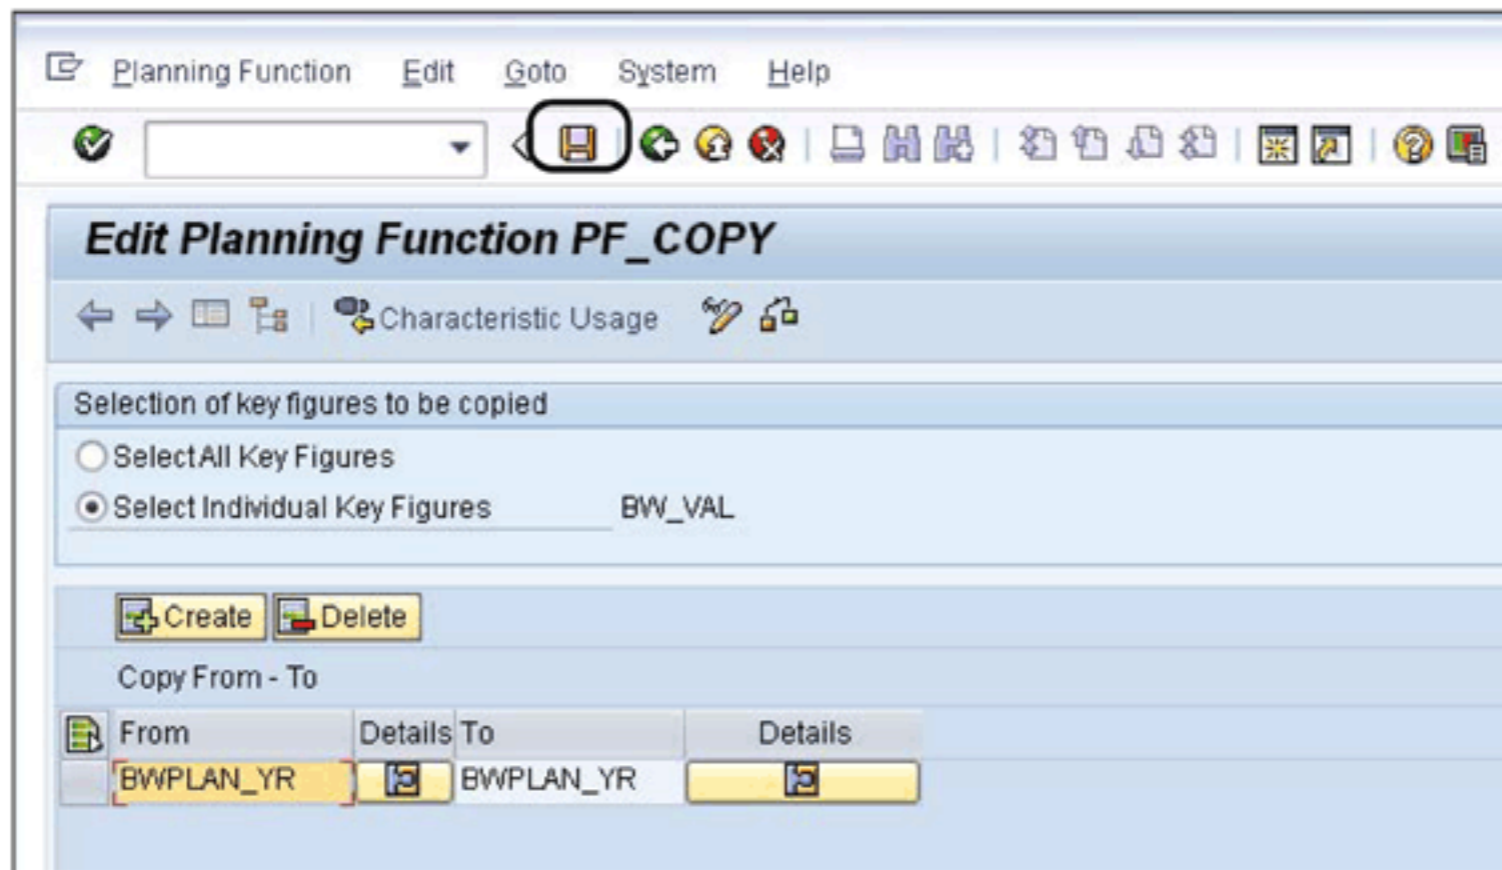 Planning Function Edit Goto System Help
Edit Planning Function PF_COPY
Characteristic Usage
Selection of key figures to be copied
Select All Key Figures
Select Individual Key Figures BW_VAL
Create Delete
Copy From - To
From Details To Details
BWPLAN_YR BWPLAN_YR